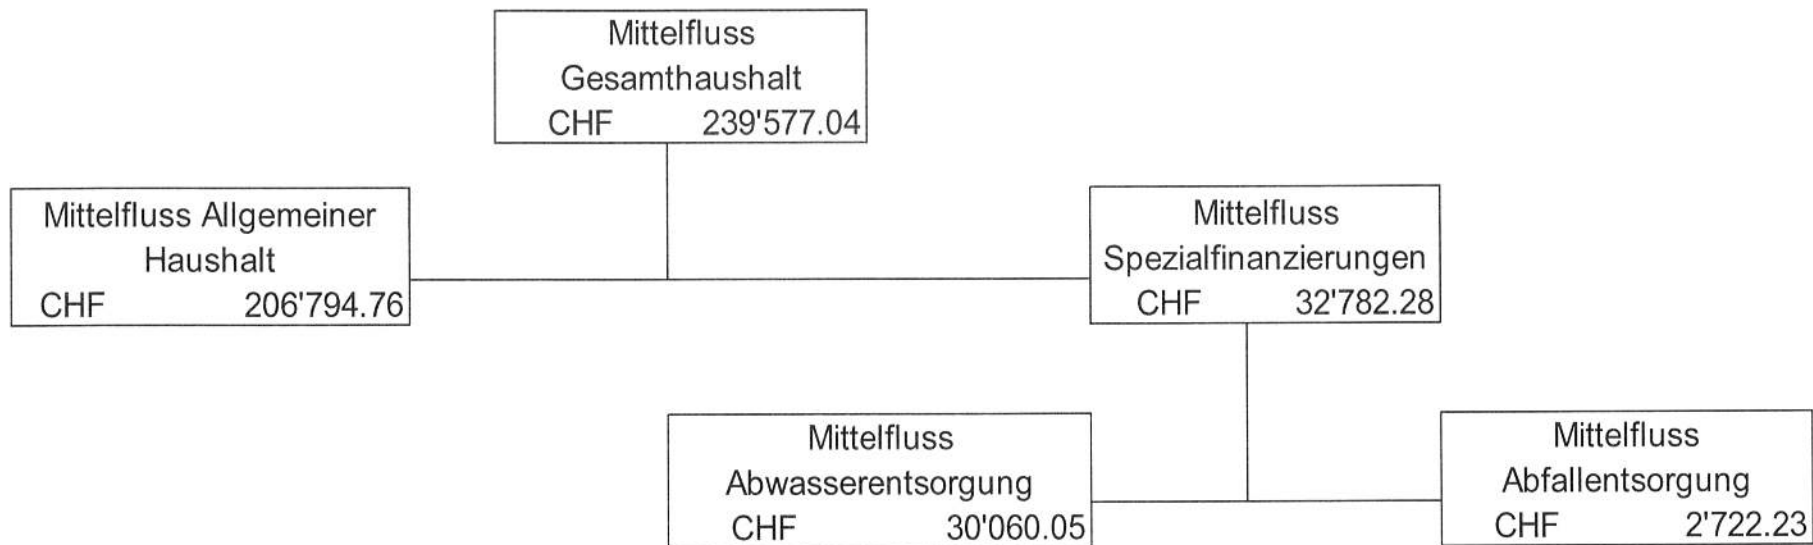 Mittelfluss
Gesamthaushalt
CHF 239'577.04
Mittelfluss Allgemeiner
Haushalt
CHF 206'794.76
Mittelfluss
Spezialfinanzierungen
CHF 32'782.28
Mittelfluss
Abwasserentsorgung
CHF 30'060.05
Mittelfluss
Abfallentsorgung
CHF 2'722.23